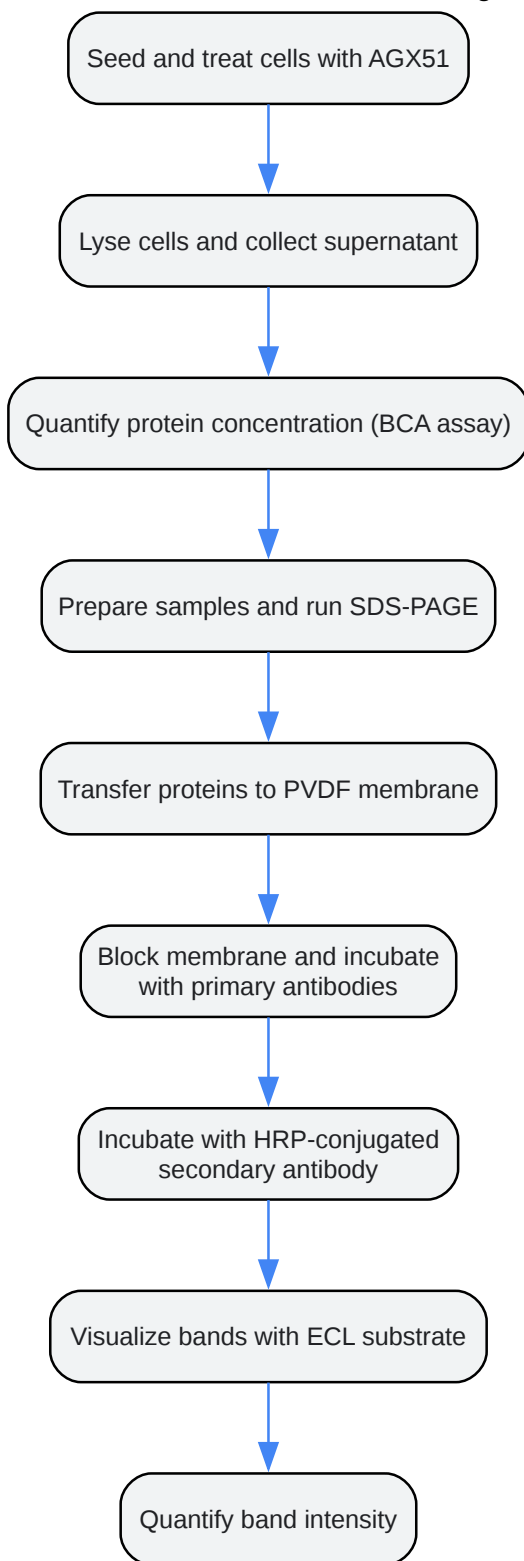 Seed and treat cells with AGX51
Lyse cells and collect supernatant
Quantify protein concentration (BCA assay)
Prepare samples and run SDS-PAGE
Transfer proteins to PVDF membrane
Block membrane and incubate
with primary antibodies
Incubate with HRP-conjugated
secondary antibody
Visualize bands with ECL substrate
Quantify band intensity